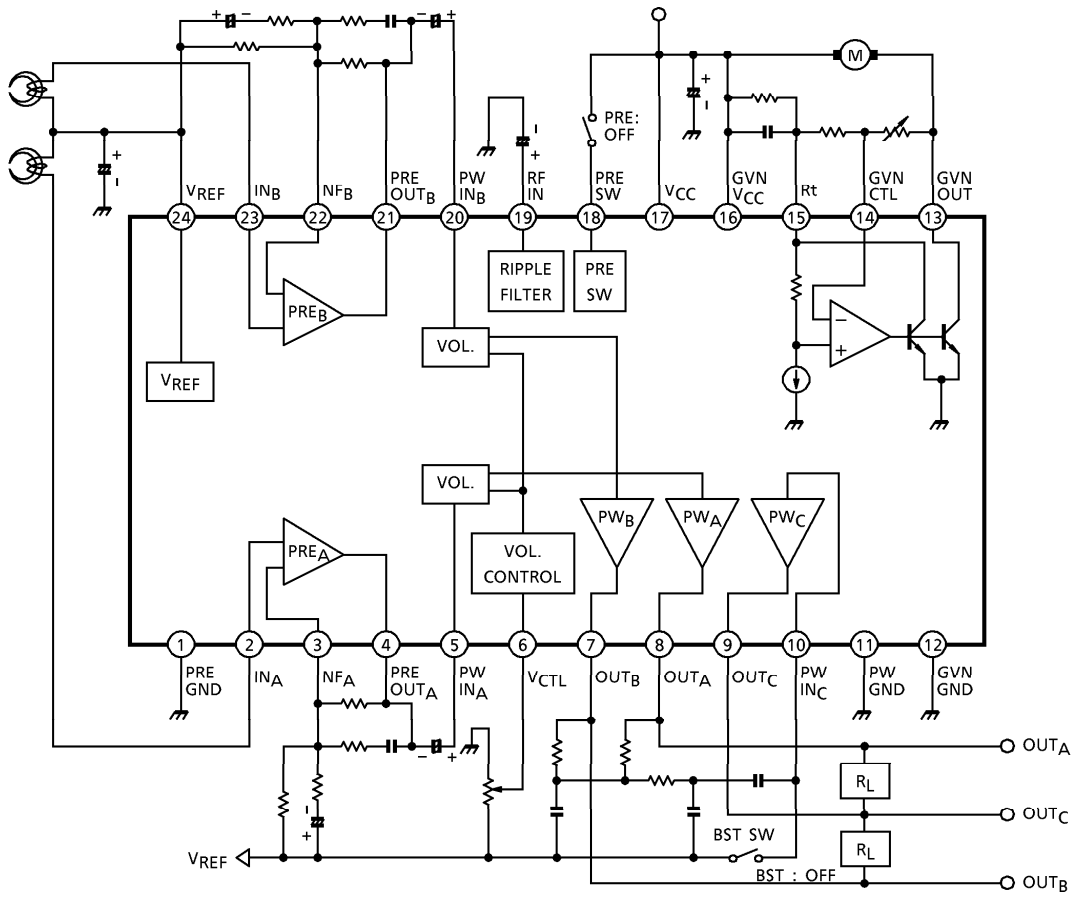 + −
− +
M
+
−
PRE:
OFF
−
+
+
−
VREF
INB
NFB
PRE
OUTB
PW
INB
RF
IN
PRE
SW
VCC
GVN
VCC
Rt
GVN
CTL
GVN
OUT
24 23 22 21 20 19 18 17 16 15 14 13
RIPPLE
FILTER
PRE
SW
PREB
−
+
VOL.
VREF
VOL.
PWB
PWA
PWC
PREA
VOL.
CONTROL
1 2 3 4 5 6 7 8 9 10 11 12
PRE
GND
INA
NFA
PRE
OUTA
PW
INA
VCTL
OUTB
OUTA
OUTC
PW
INC
PW
GND
GVN
GND
− +
OUTA
RL
−
+
OUTC
BST SW
RL
VREF
BST : OFF
OUTB